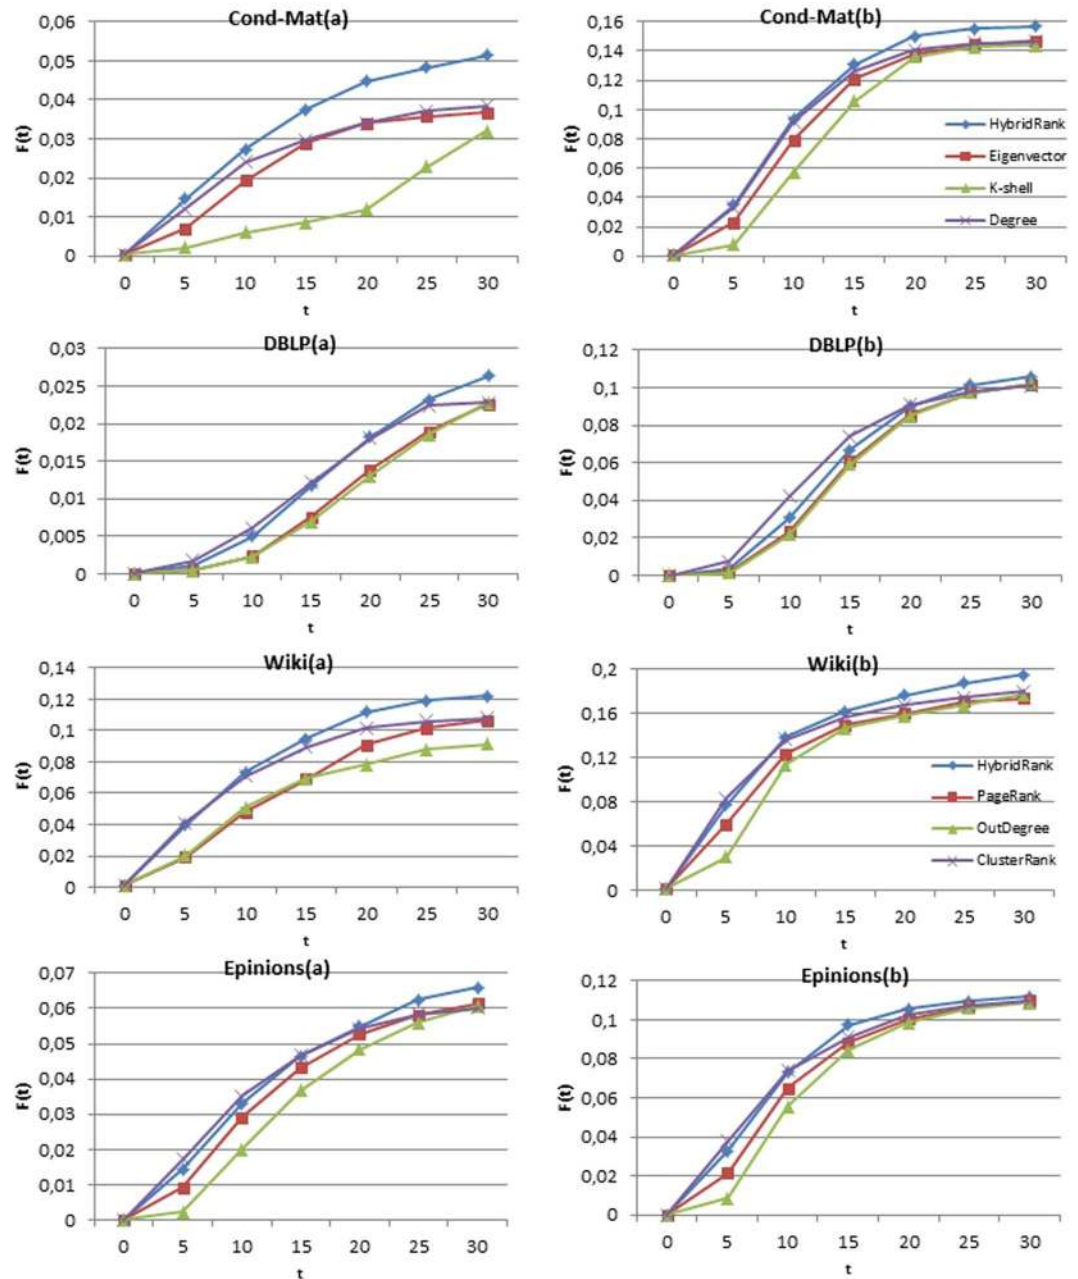 Cond-Mat(a)
0,06
0,05
0,04
0,03
0,02
0,01
0
F(t)
0 5 10 15 20 25 30
t
Cond-Mat(b)
0,16
0,14
0,12
0,1
0,08
0,06
0,04
0,02
0
F(t)
HybridRank
Eigenvector
K-shell
Degree
0 5 10 15 20 25 30
t
DBLP(a)
0,03
0,025
0,02
0,015
0,01
0,005
0
F(t)
0 5 10 15 20 25 30
t
DBLP(b)
0,12
0,1
0,08
0,06
0,04
0,02
0
F(t)
0 5 10 15 20 25 30
t
Wiki(a)
0,14
0,12
0,1
0,08
0,06
0,04
0,02
0
F(t)
0 5 10 15 20 25 30
t
Wiki(b)
0,2
0,16
0,12
0,08
0,04
0
F(t)
HybridRank
PageRank
OutDegree
ClusterRank
0 5 10 15 20 25 30
t
Epinions(a)
0,07
0,06
0,05
0,04
0,03
0,02
0,01
0
F(t)
0 5 10 15 20 25 30
t
Epinions(b)
0,12
0,1
0,08
0,06
0,04
0,02
0
F(t)
0 5 10 15 20 25 30
t